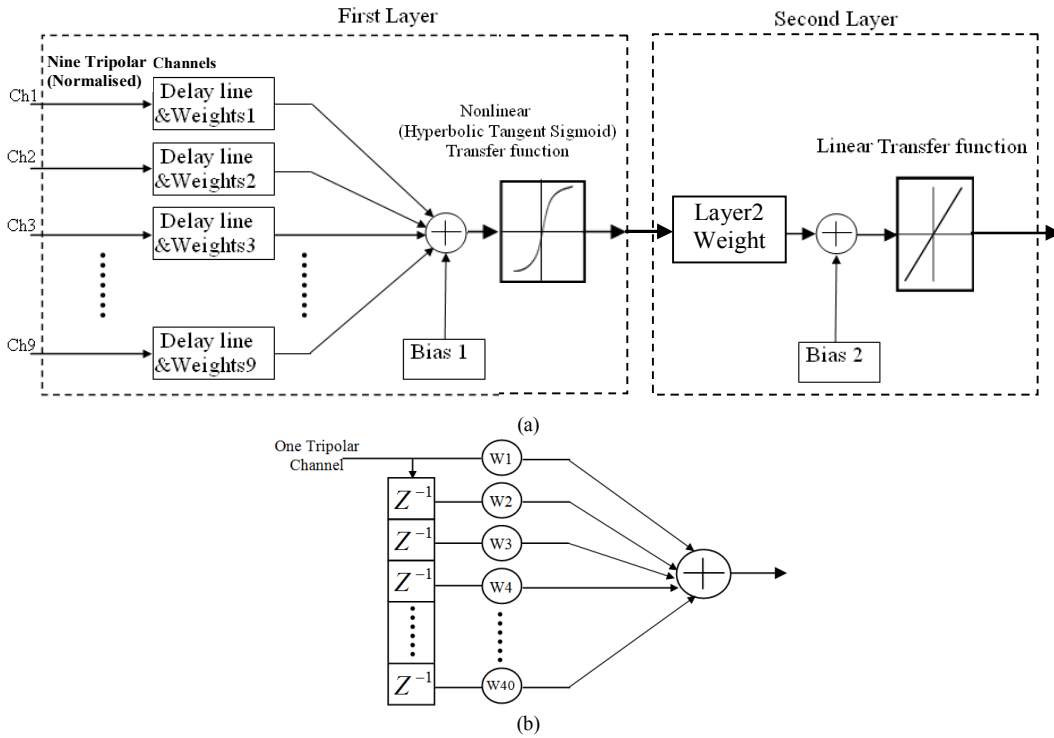 First Layer
Second Layer
Nine Tripolar Channels
(Normalised)
Ch1
Delay line
&Weights1
Ch2
Delay line
&Weights2
Ch3
Delay line
&Weights3
Ch9
Delay line
&Weights9
Nonlinear
(Hyperbolic Tangent Sigmoid)
Transfer function
Bias 1
Layer2
Weight
Linear Transfer function
Bias 2
(a)
One Tripolar
Channel
W1
Z⁻¹
W2
Z⁻¹
W3
Z⁻¹
W4
Z⁻¹
W40
(b)